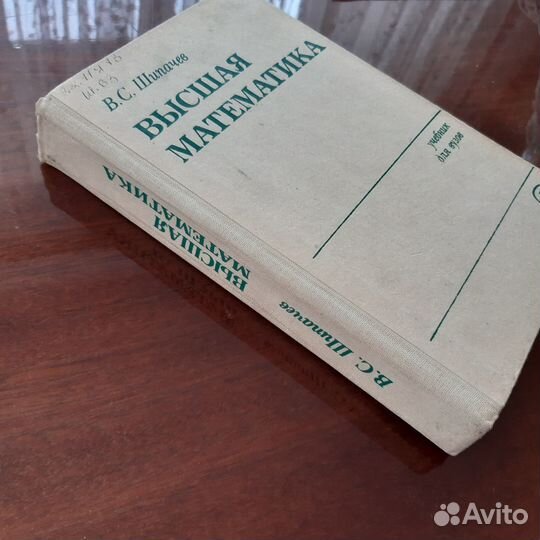 В.С. Шипачев
ВЫСШАЯ
МАТЕМАТИКА
учебник
для вузов
ВЫСШАЯ
МАТЕМАТИКА
В.С. Шипачев
Avito